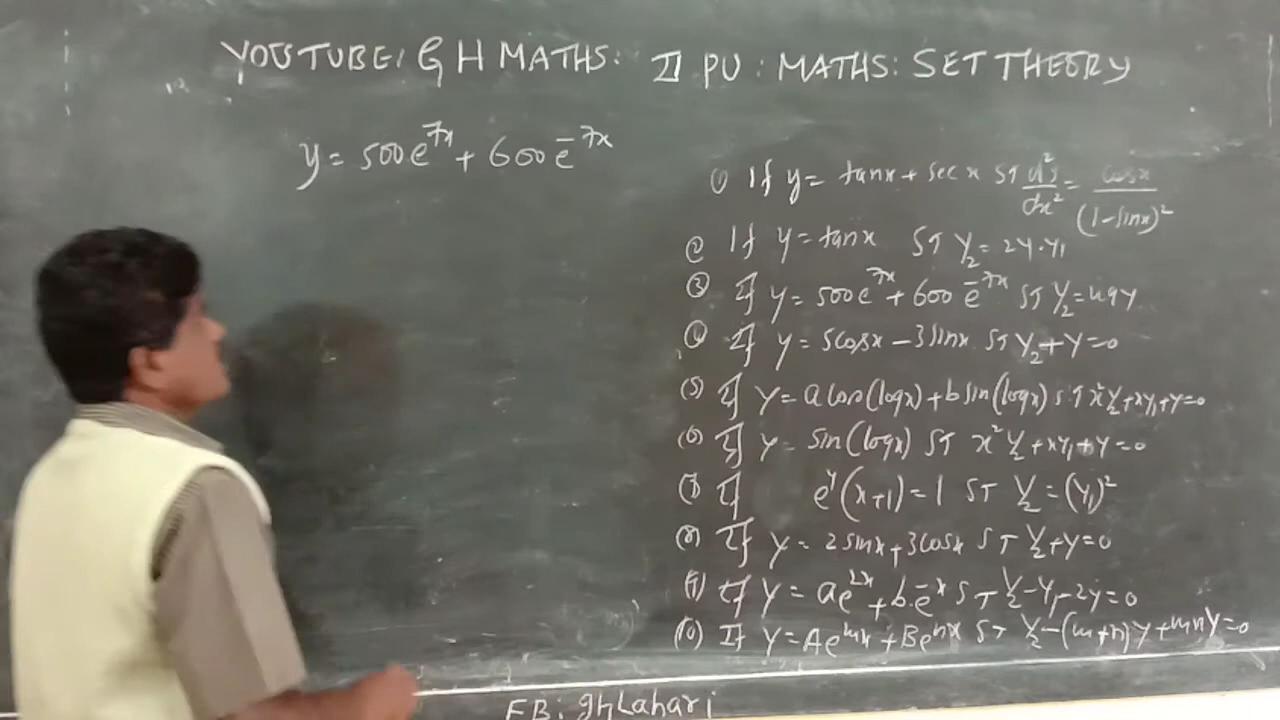 YOUTUBE: G H MATHS: II PU : MATHS: SET THEORY
y = 500e^7x + 600e^-7x
(1) If y = tanx + sec x ST d²y/dx² = cosx/(1-sinx)²
(2) If y = tanx ST y₂ = 2y.y₁
(3) If y = 500e^7x + 600e^-7x ST y₂ = 49y
(4) If y = 5cosx - 3sinx ST y₂ + y = 0
(5) If y = a cos(logx) + b sin(logx) S.T x²y₂ + xy₁ + y = 0
(6) If y = sin(logx) ST x²y₂ + xy₁ + y = 0
(7) If e^y(x+1) = 1 ST y₂ = (y₁)²
(8) If y = 2sinx + 3cosx ST y₂ + y = 0
(9) If y = ae^2x + b.e^-x ST y₂ - y₁ - 2y = 0
(10) If y = Ae^mx + Be^nx ST y₂ - (m+n)y + mny = 0
FB: ghLahari